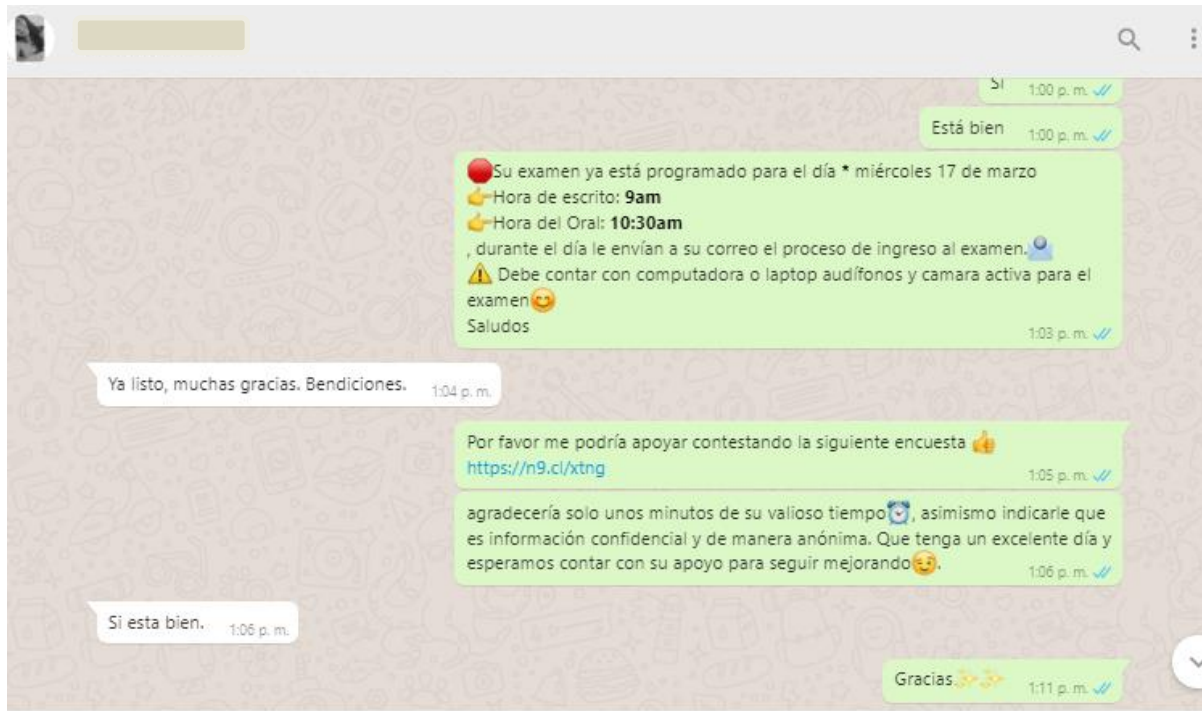 Si 1:00 p. m.
Está bien 1:00 p. m.
🛑Su examen ya está programado para el día * miércoles 17 de marzo
👉Hora de escrito: 9am
👉Hora del Oral: 10:30am
, durante el día le envían a su correo el proceso de ingreso al examen.
⚠️ Debe contar con computadora o laptop audífonos y camara activa para el
examen😊
Saludos 1:03 p. m.
Ya listo, muchas gracias. Bendiciones. 1:04 p. m.
Por favor me podría apoyar contestando la siguiente encuesta 👍
https://n9.cl/xtng 1:05 p. m.
agradecería solo unos minutos de su valioso tiempo⏰, asimismo indicarle que
es información confidencial y de manera anónima. Que tenga un excelente día y
esperamos contar con su apoyo para seguir mejorando😉. 1:06 p. m.
Si esta bien. 1:06 p. m.
Gracias.✨✨ 1:11 p. m.